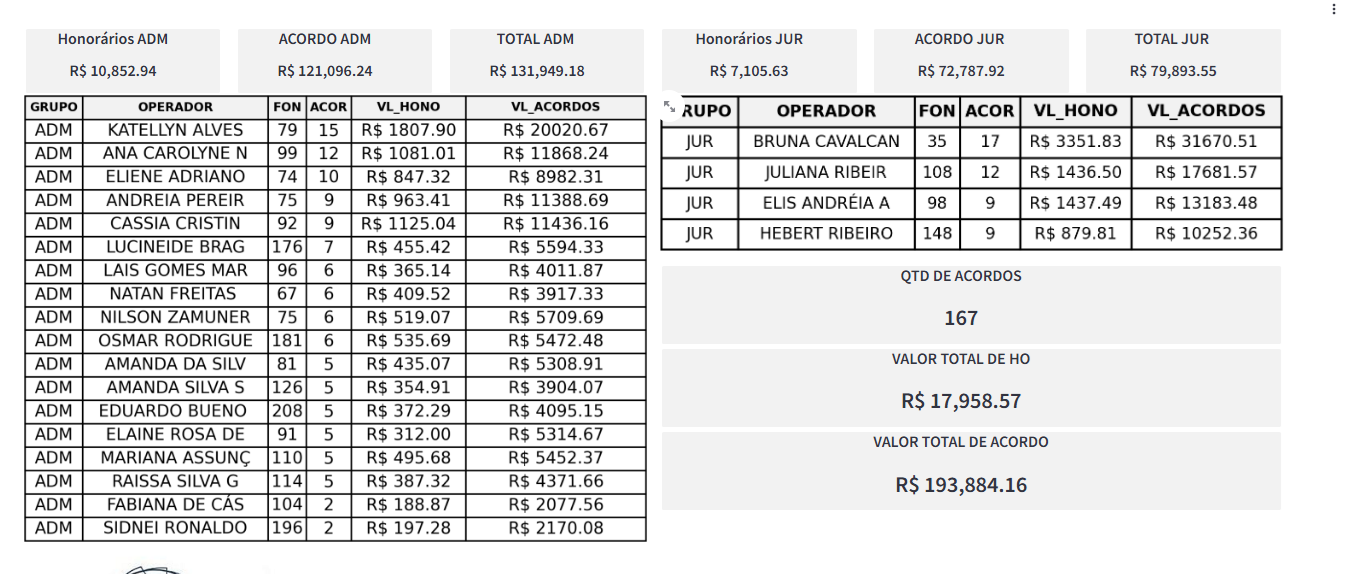 Honorários ADM
R$ 10,852.94
ACORDO ADM
R$ 121,096.24
TOTAL ADM
R$ 131,949.18
GRUPO OPERADOR FON ACOR VL_HONO VL_ACORDOS
ADM KATELLYN ALVES 79 15 R$ 1807.90 R$ 20020.67
ADM ANA CAROLYNE N 99 12 R$ 1081.01 R$ 11868.24
ADM ELIENE ADRIANO 74 10 R$ 847.32 R$ 8982.31
ADM ANDREIA PEREIR 75 9 R$ 963.41 R$ 11388.69
ADM CASSIA CRISTIN 92 9 R$ 1125.04 R$ 11436.16
ADM LUCINEIDE BRAG 176 7 R$ 455.42 R$ 5594.33
ADM LAIS GOMES MAR 96 6 R$ 365.14 R$ 4011.87
ADM NATAN FREITAS 67 6 R$ 409.52 R$ 3917.33
ADM NILSON ZAMUNER 75 6 R$ 519.07 R$ 5709.69
ADM OSMAR RODRIGUE 181 6 R$ 535.69 R$ 5472.48
ADM AMANDA DA SILV 81 5 R$ 435.07 R$ 5308.91
ADM AMANDA SILVA S 126 5 R$ 354.91 R$ 3904.07
ADM EDUARDO BUENO 208 5 R$ 372.29 R$ 4095.15
ADM ELAINE ROSA DE 91 5 R$ 312.00 R$ 5314.67
ADM MARIANA ASSUNÇ 110 5 R$ 495.68 R$ 5452.37
ADM RAISSA SILVA G 114 5 R$ 387.32 R$ 4371.66
ADM FABIANA DE CÁS 104 2 R$ 188.87 R$ 2077.56
ADM SIDNEI RONALDO 196 2 R$ 197.28 R$ 2170.08
Honorários JUR
R$ 7,105.63
ACORDO JUR
R$ 72,787.92
TOTAL JUR
R$ 79,893.55
RUPO OPERADOR FON ACOR VL_HONO VL_ACORDOS
JUR BRUNA CAVALCAN 35 17 R$ 3351.83 R$ 31670.51
JUR JULIANA RIBEIR 108 12 R$ 1436.50 R$ 17681.57
JUR ELIS ANDRÉIA A 98 9 R$ 1437.49 R$ 13183.48
JUR HEBERT RIBEIRO 148 9 R$ 879.81 R$ 10252.36
QTD DE ACORDOS
167
VALOR TOTAL DE HO
R$ 17,958.57
VALOR TOTAL DE ACORDO
R$ 193,884.16